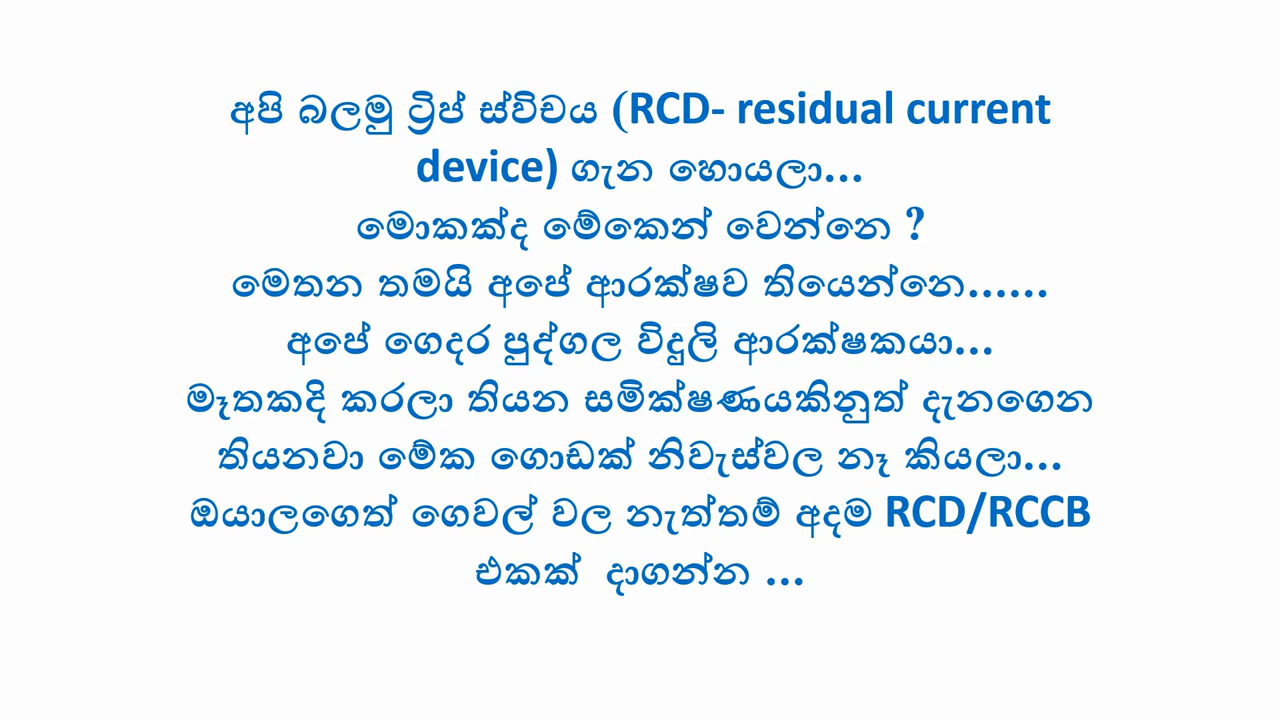 අපි බලමු ට්‍රිප් ස්විචය (RCD- residual current
device) ගැන හොයලා...
මොකක්ද මේකෙන් වෙන්නෙ ?
මෙතන තමයි අපේ ආරක්ෂව තියෙන්නෙ......
අපේ ගෙදර පුද්ගල විදුලි ආරක්ෂකයා...
මෑතකදි කරලා තියන සමික්ෂණයකිනුත් දැනගෙන
තියනවා මේක ගොඩක් නිවැස්වල නෑ කියලා...
ඔයාලගෙත් ගෙවල් වල නැත්තම් අදම RCD/RCCB
එකක් දාගන්න ...